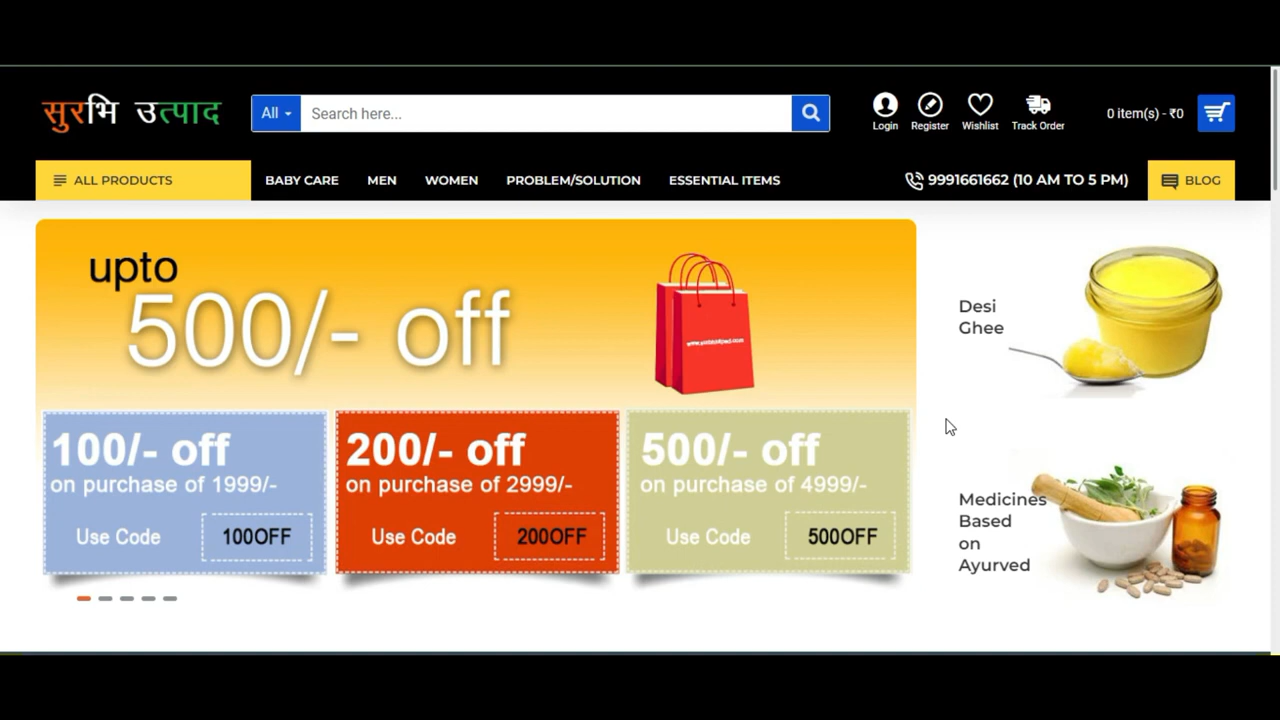 सुरभि उत्पाद
All
Search here...
Login
Register
Wishlist
Track Order
0 item(s) - ₹0
ALL PRODUCTS
BABY CARE
MEN
WOMEN
PROBLEM/SOLUTION
ESSENTIAL ITEMS
9991661662 (10 AM TO 5 PM)
BLOG
upto
500/- off
100/- off
on purchase of 1999/-
Use Code 100OFF
200/- off
on purchase of 2999/-
Use Code 200OFF
500/- off
on purchase of 4999/-
Use Code 500OFF
Desi
Ghee
Medicines
Based
on
Ayurved